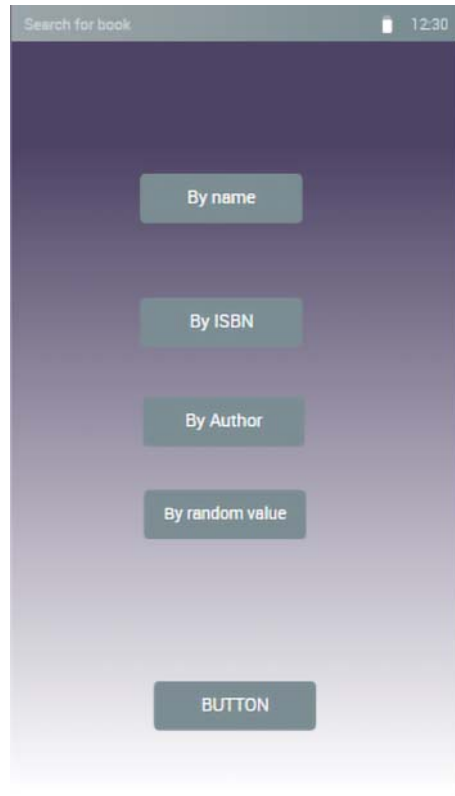 Search for book 12:30
By name
By ISBN
By Author
By random value
BUTTON